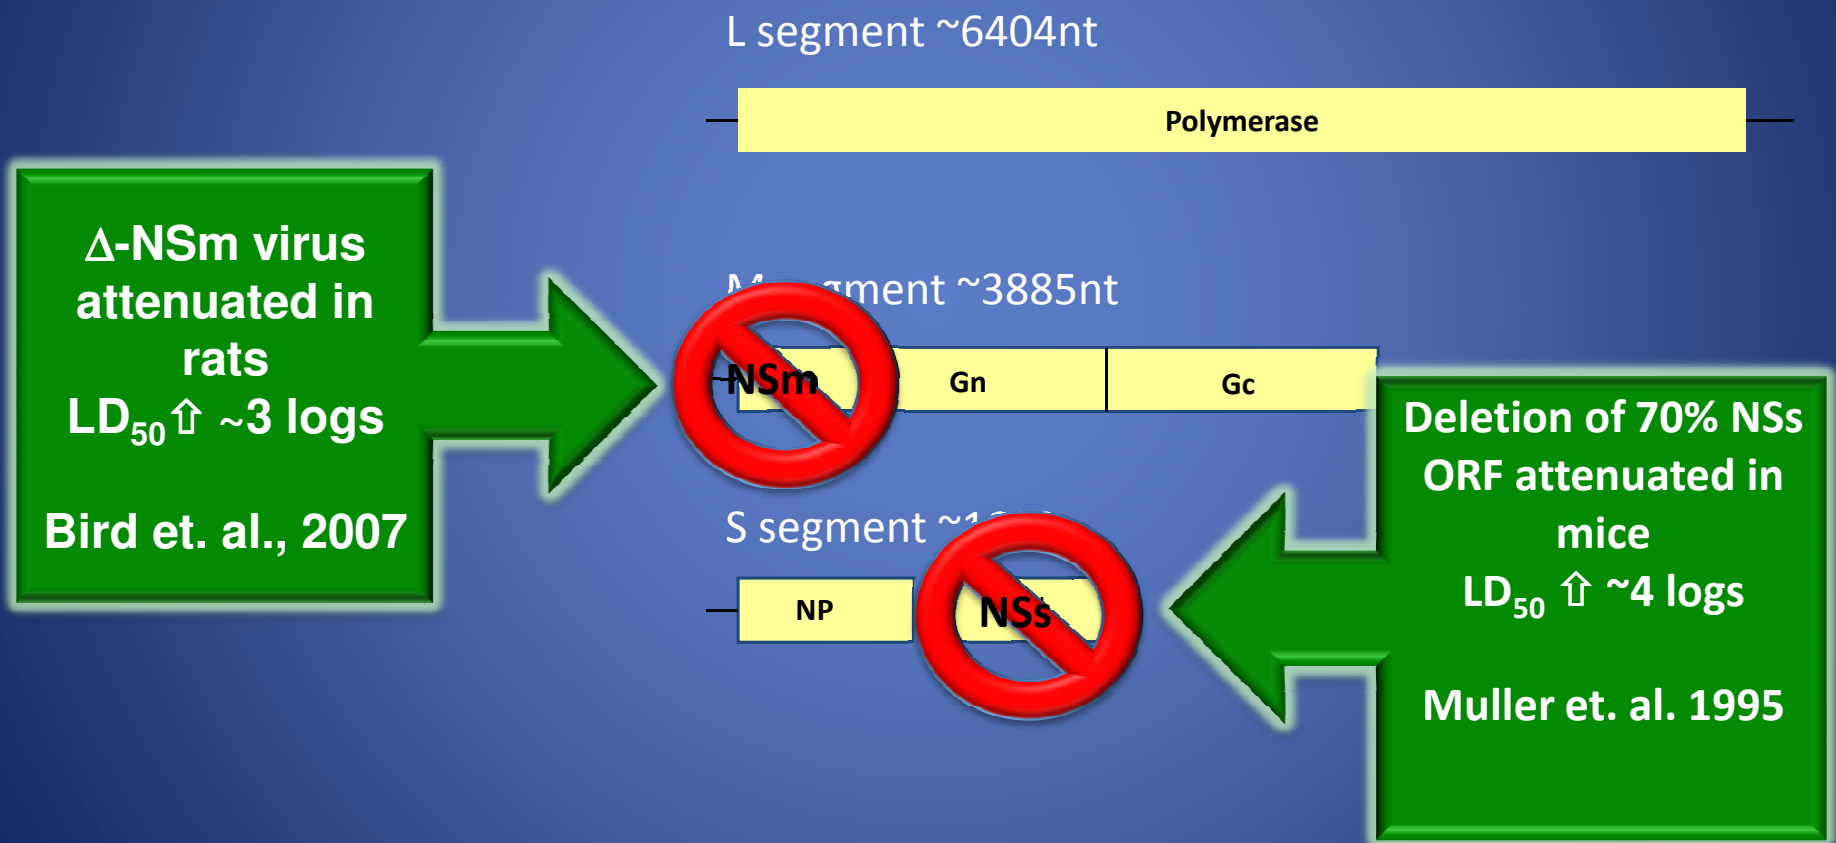 L segment ~6404nt
Polymerase
Δ-NSm virus
attenuated in
rats
LD₅₀⇧ ~3 logs
Bird et. al., 2007
segment ~3885nt
NSm
Gn
Gc
Deletion of 70% NSs
ORF attenuated in
mice
LD₅₀ ⇧ ~4 logs
Muller et. al. 1995
S segment
NP
NSs